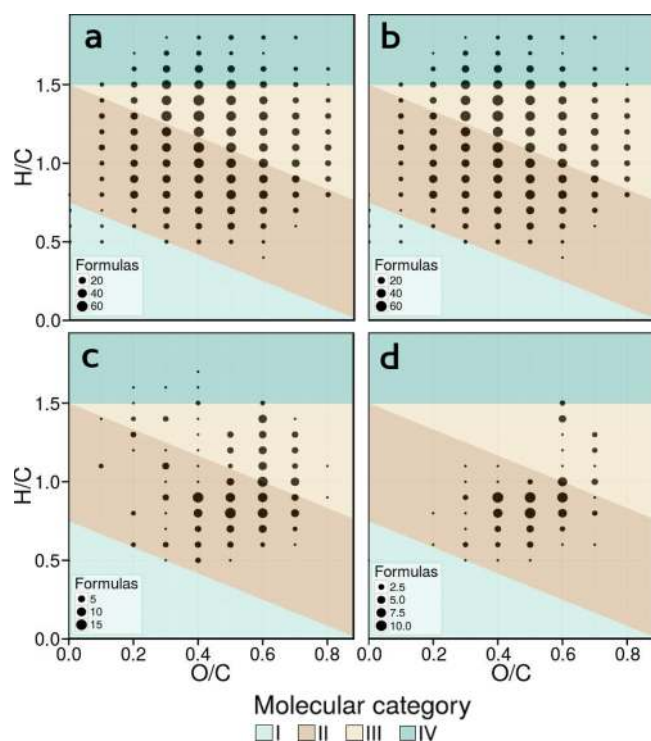 a
b
H/C
1.5
1.0
0.5
0.0
Formulas
20
40
60
Formulas
20
40
60
c
d
H/C
1.5
1.0
0.5
0.0
Formulas
5
10
15
Formulas
2.5
5.0
7.5
10.0
0.0 0.2 0.4 0.6 0.8 0.0 0.2 0.4 0.6 0.8
O/C O/C
Molecular category
I II III IV